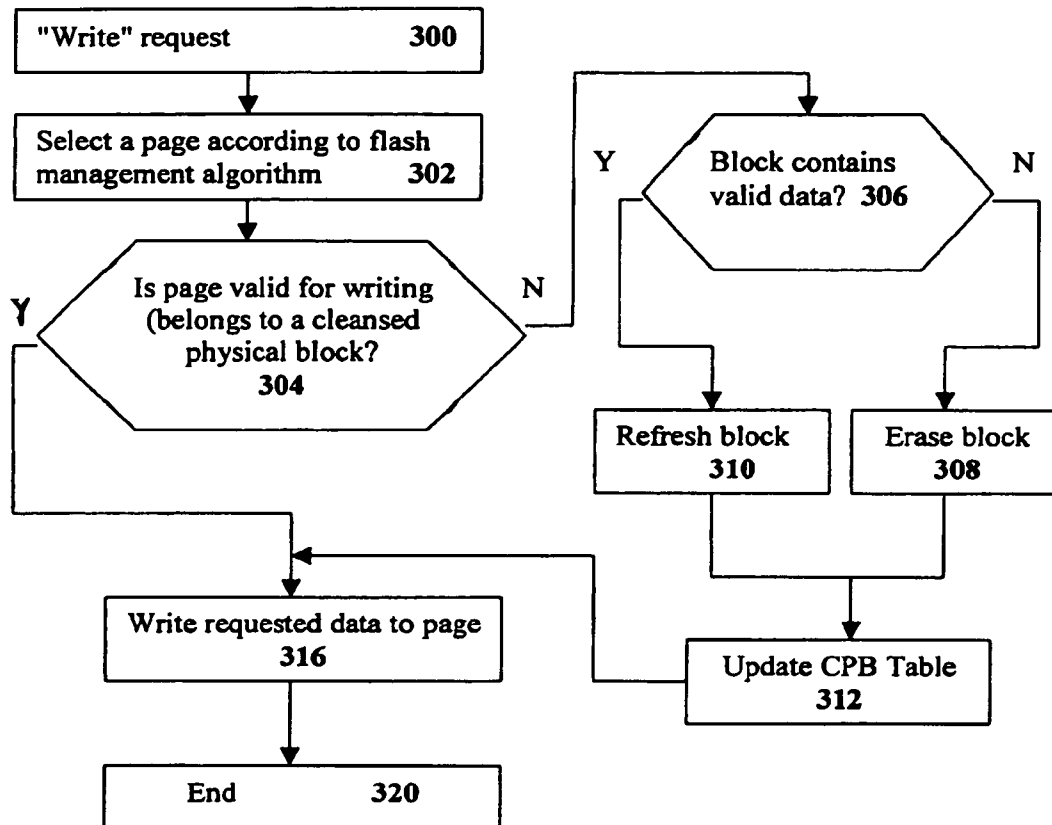 "Write" request 300
Select a page according to flash
management algorithm 302
Y
Is page valid for writing
(belongs to a cleansed
physical block?
304
N
Y
Block contains
valid data? 306
N
Refresh block
310
Erase block
308
Update CPB Table
312
Write requested data to page
316
End 320